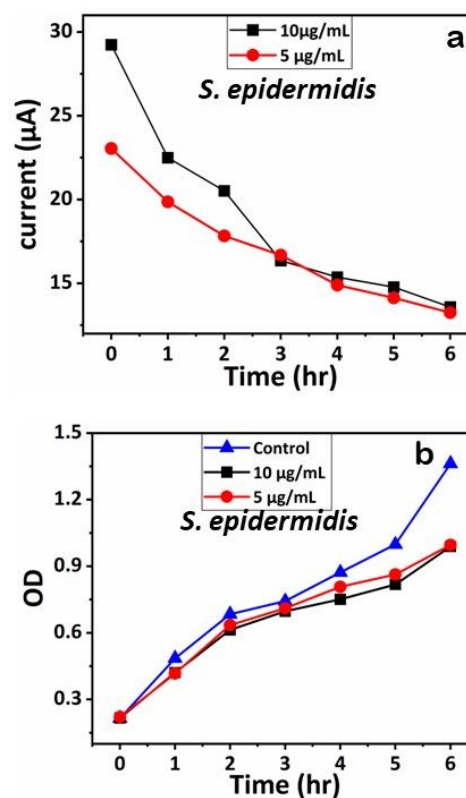 a
10μg/mL
5 μg/mL
S. epidermidis
30
25
20
15
current (μA)
0 1 2 3 4 5 6
Time (hr)
b
Control
10 μg/mL
5 μg/mL
S. epidermidis
1.5
1.2
0.9
0.6
0.3
OD
0 1 2 3 4 5 6
Time (hr)